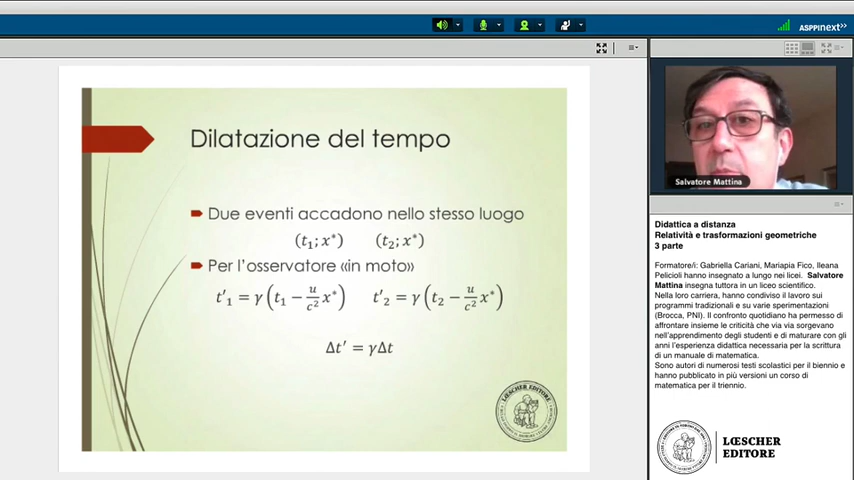 ASPPInext>>
Dilatazione del tempo
Due eventi accadono nello stesso luogo
(t₁; x*) (t₂; x*)
Per l'osservatore «in moto»
t'₁ = γ(t₁ − u/c² x*) t'₂ = γ(t₂ − u/c² x*)
Δt' = γΔt
LŒSCHER EDITORE
Salvatore Mattina
Didattica a distanza
Relatività e trasformazioni geometriche
3 parte
Formatore/i: Gabriella Cariani, Mariapia Fico, Ileana
Pelicioli hanno insegnato a lungo nei licei. Salvatore
Mattina insegna tuttora in un liceo scientifico.
Nella loro carriera, hanno condiviso il lavoro sui
programmi tradizionali e su varie sperimentazioni
(Brocca, PNI). Il confronto quotidiano ha permesso di
affrontare insieme le criticità che via via sorgevano
nell'apprendimento degli studenti e di maturare con gli
anni l'esperienza didattica necessaria per la scrittura
di un manuale di matematica.
Sono autori di numerosi testi scolastici per il biennio e
hanno pubblicato in più versioni un corso di
matematica per il triennio.
LŒSCHER
EDITORE